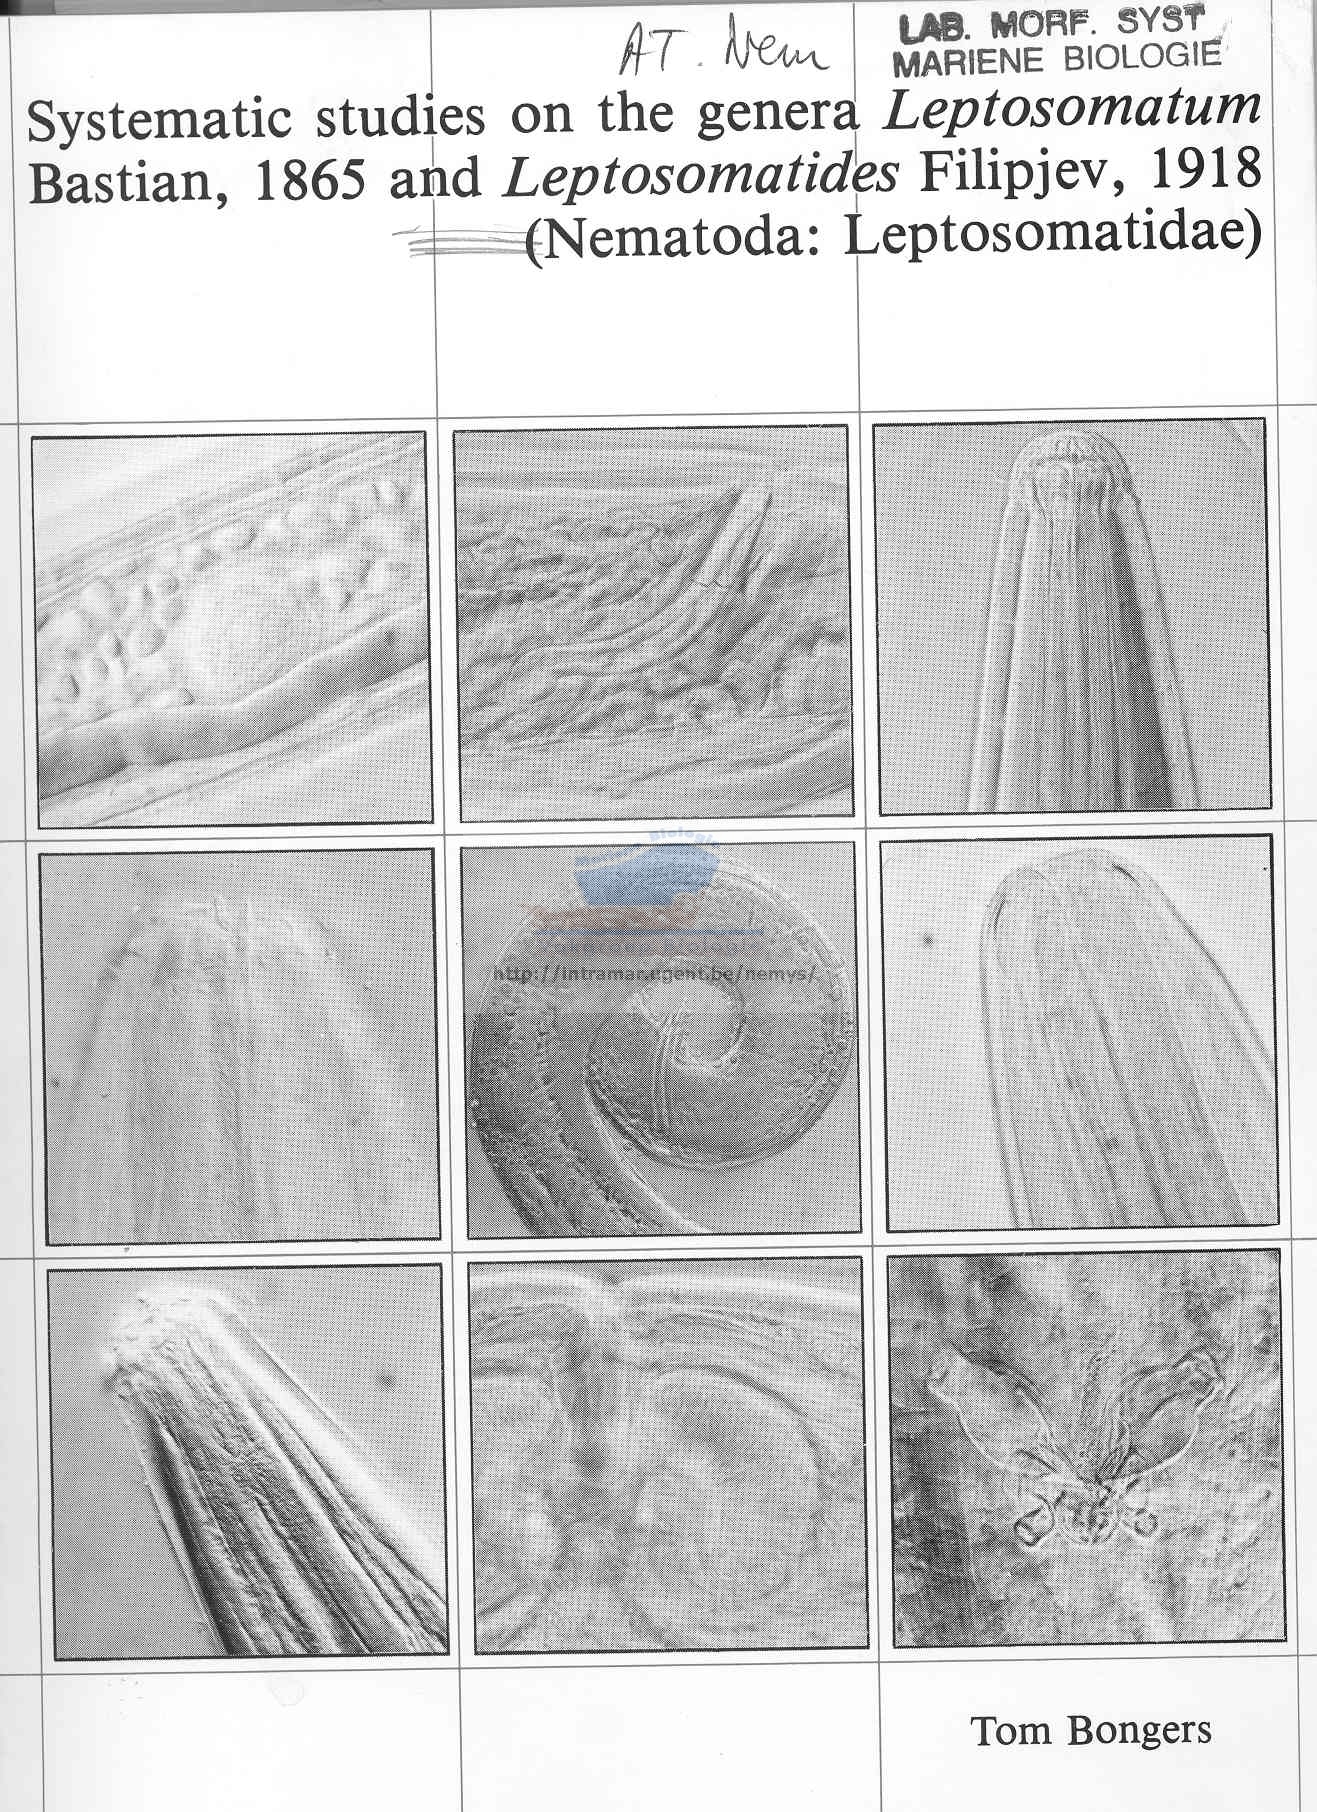 AT. Nem
LAB. MORF. SYST
MARIENE BIOLOGIE
Systematic studies on the genera Leptosomatum
Bastian, 1865 and Leptosomatides Filipjev, 1918
(Nematoda: Leptosomatidae)
Biologie
http://intramar.ugent.be/nemys/
Tom Bongers